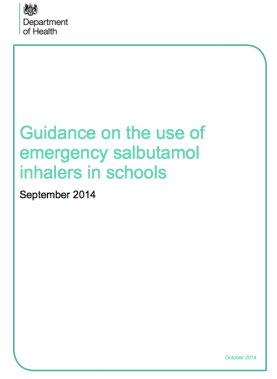 Department
of Health
Guidance on the use of
emergency salbutamol
inhalers in schools
September 2014
October 2014